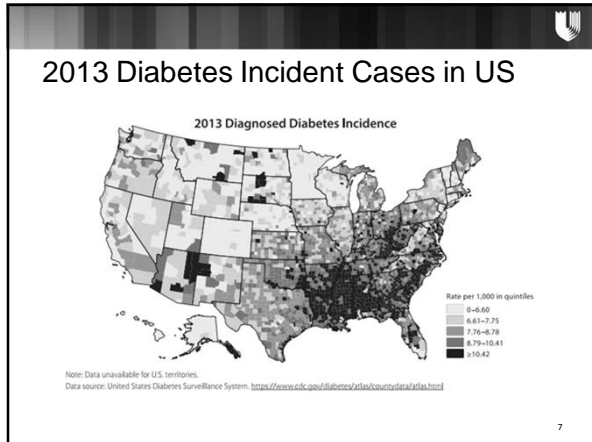 2013 Diabetes Incident Cases in US
2013 Diagnosed Diabetes Incidence
Rate per 1,000 in quintiles
0–6.60
6.61–7.75
7.76–8.78
8.79–10.41
≥10.42
Note: Data unavailable for U.S. territories.
Data source: United States Diabetes Surveillance System. https://www.cdc.gov/diabetes/atlas/countydata/atlas.html
7